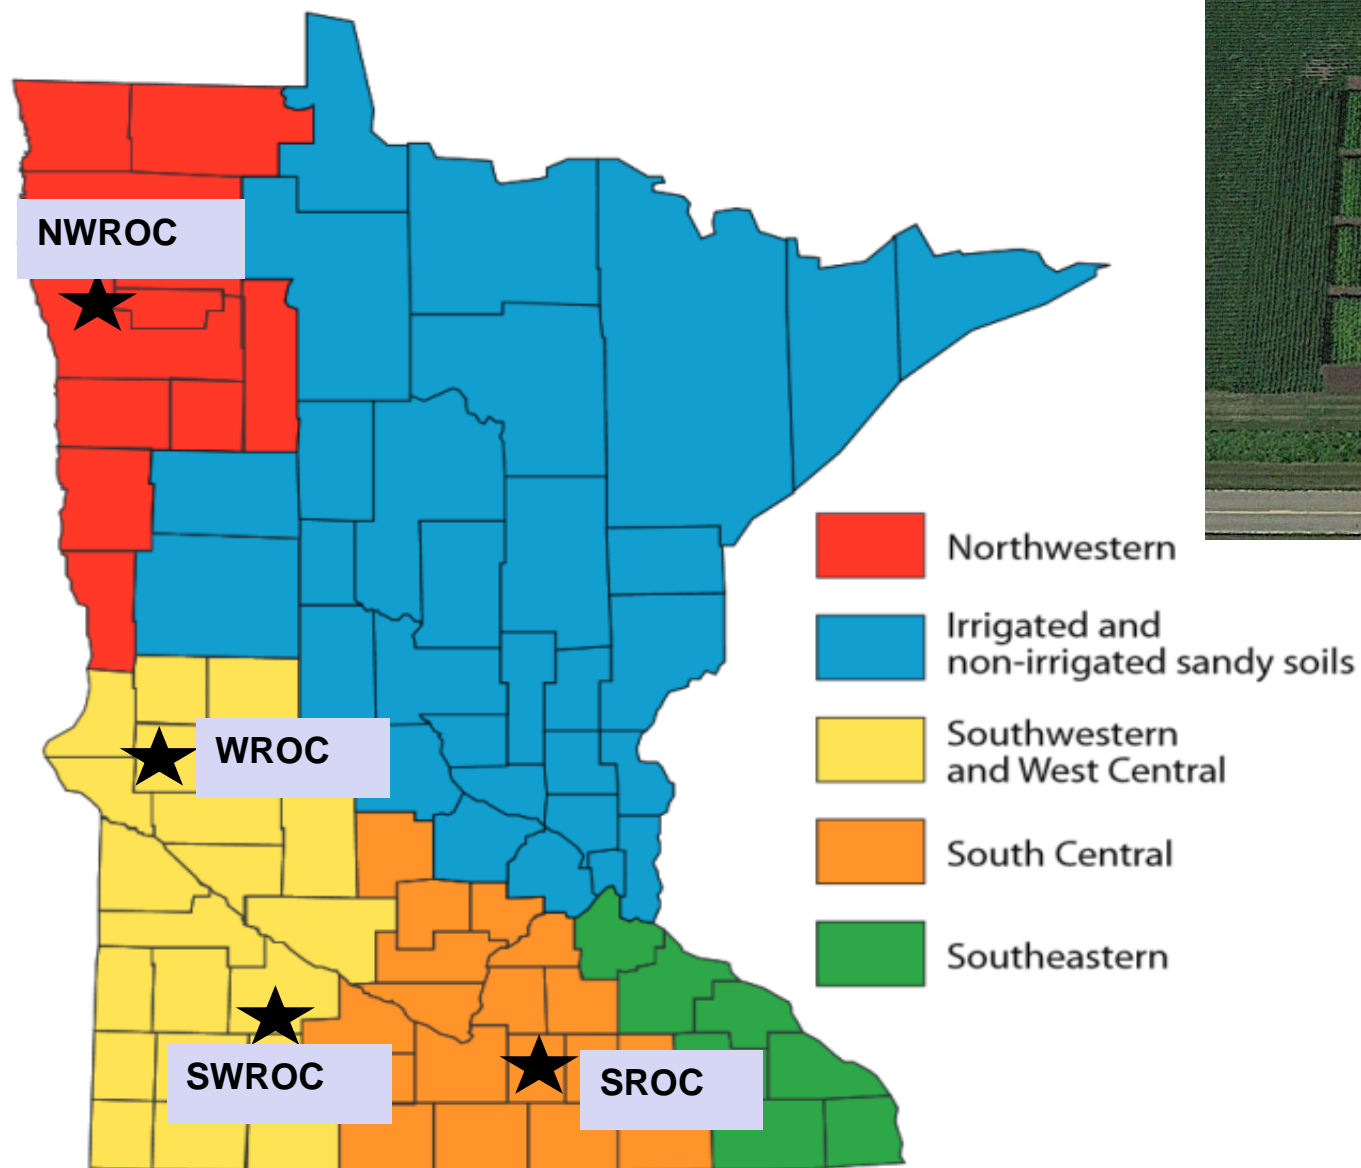 NWROC
WROC
SWROC
SROC
Northwestern
Irrigated and
non-irrigated sandy soils
Southwestern
and West Central
South Central
Southeastern